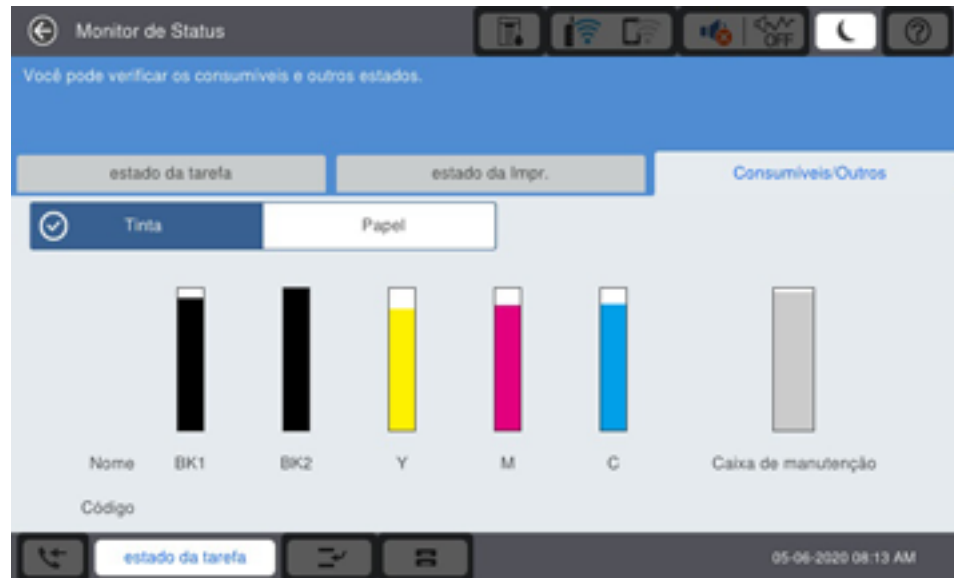 Monitor de Status
OFF
Você pode verificar os consumíveis e outros estados.
estado da tarefa
estado da Impr.
Consumíveis/Outros
Tinta
Papel
Nome BK1 BK2 Y M C Caixa de manutenção
Código
estado da tarefa
05-06-2020 08:13 AM